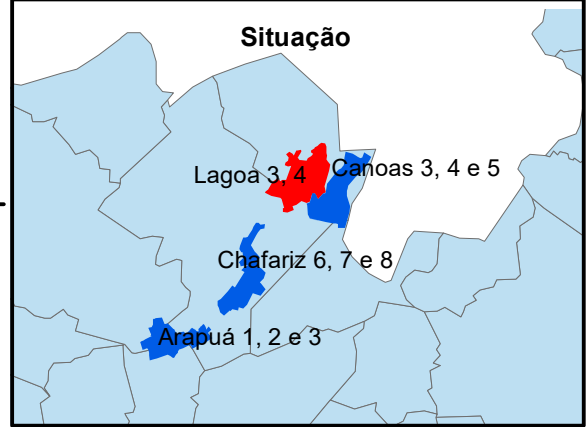 Situação
Lagoa 3, 4
Canoas 3, 4 e 5
Chafariz 6, 7 e 8
Arapuá 1, 2 e 3